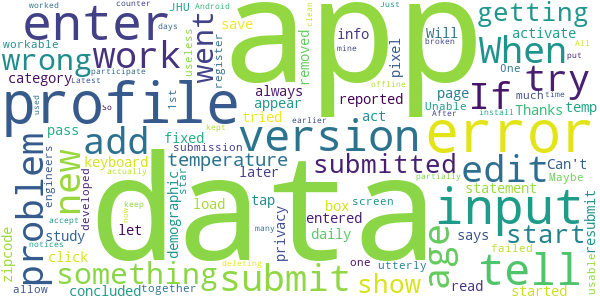 worked
counter
JHU
Android
workable
days
Latest
participate
useless
enter
work
went
save
info
removed
clean
mine
app
Will
pixel
When
getting
activate
One
All
Just
broken
put
wrong
category
1st
register
always
reported
offline
page
If
try
profile
appear
act
Unable
much
time
used
so
After
Install
earlier
pass
add
fixed
tried
version
error
Thanks
temp
kept
engineers
problem
new
keyboard
submission
temperature
submitted
edit
Can't
Maybe
actually
partially
developed
demographic
star
later
data
tap
privacy
box
screen
statement
resubmit
let
load
entered
input
study
click
something
submit
daily
one
utterly
show
age
says
failed
start
zipcode
accept
notices
now
keep
many
deleting
read
started
tell
usable
allow
concluded
together